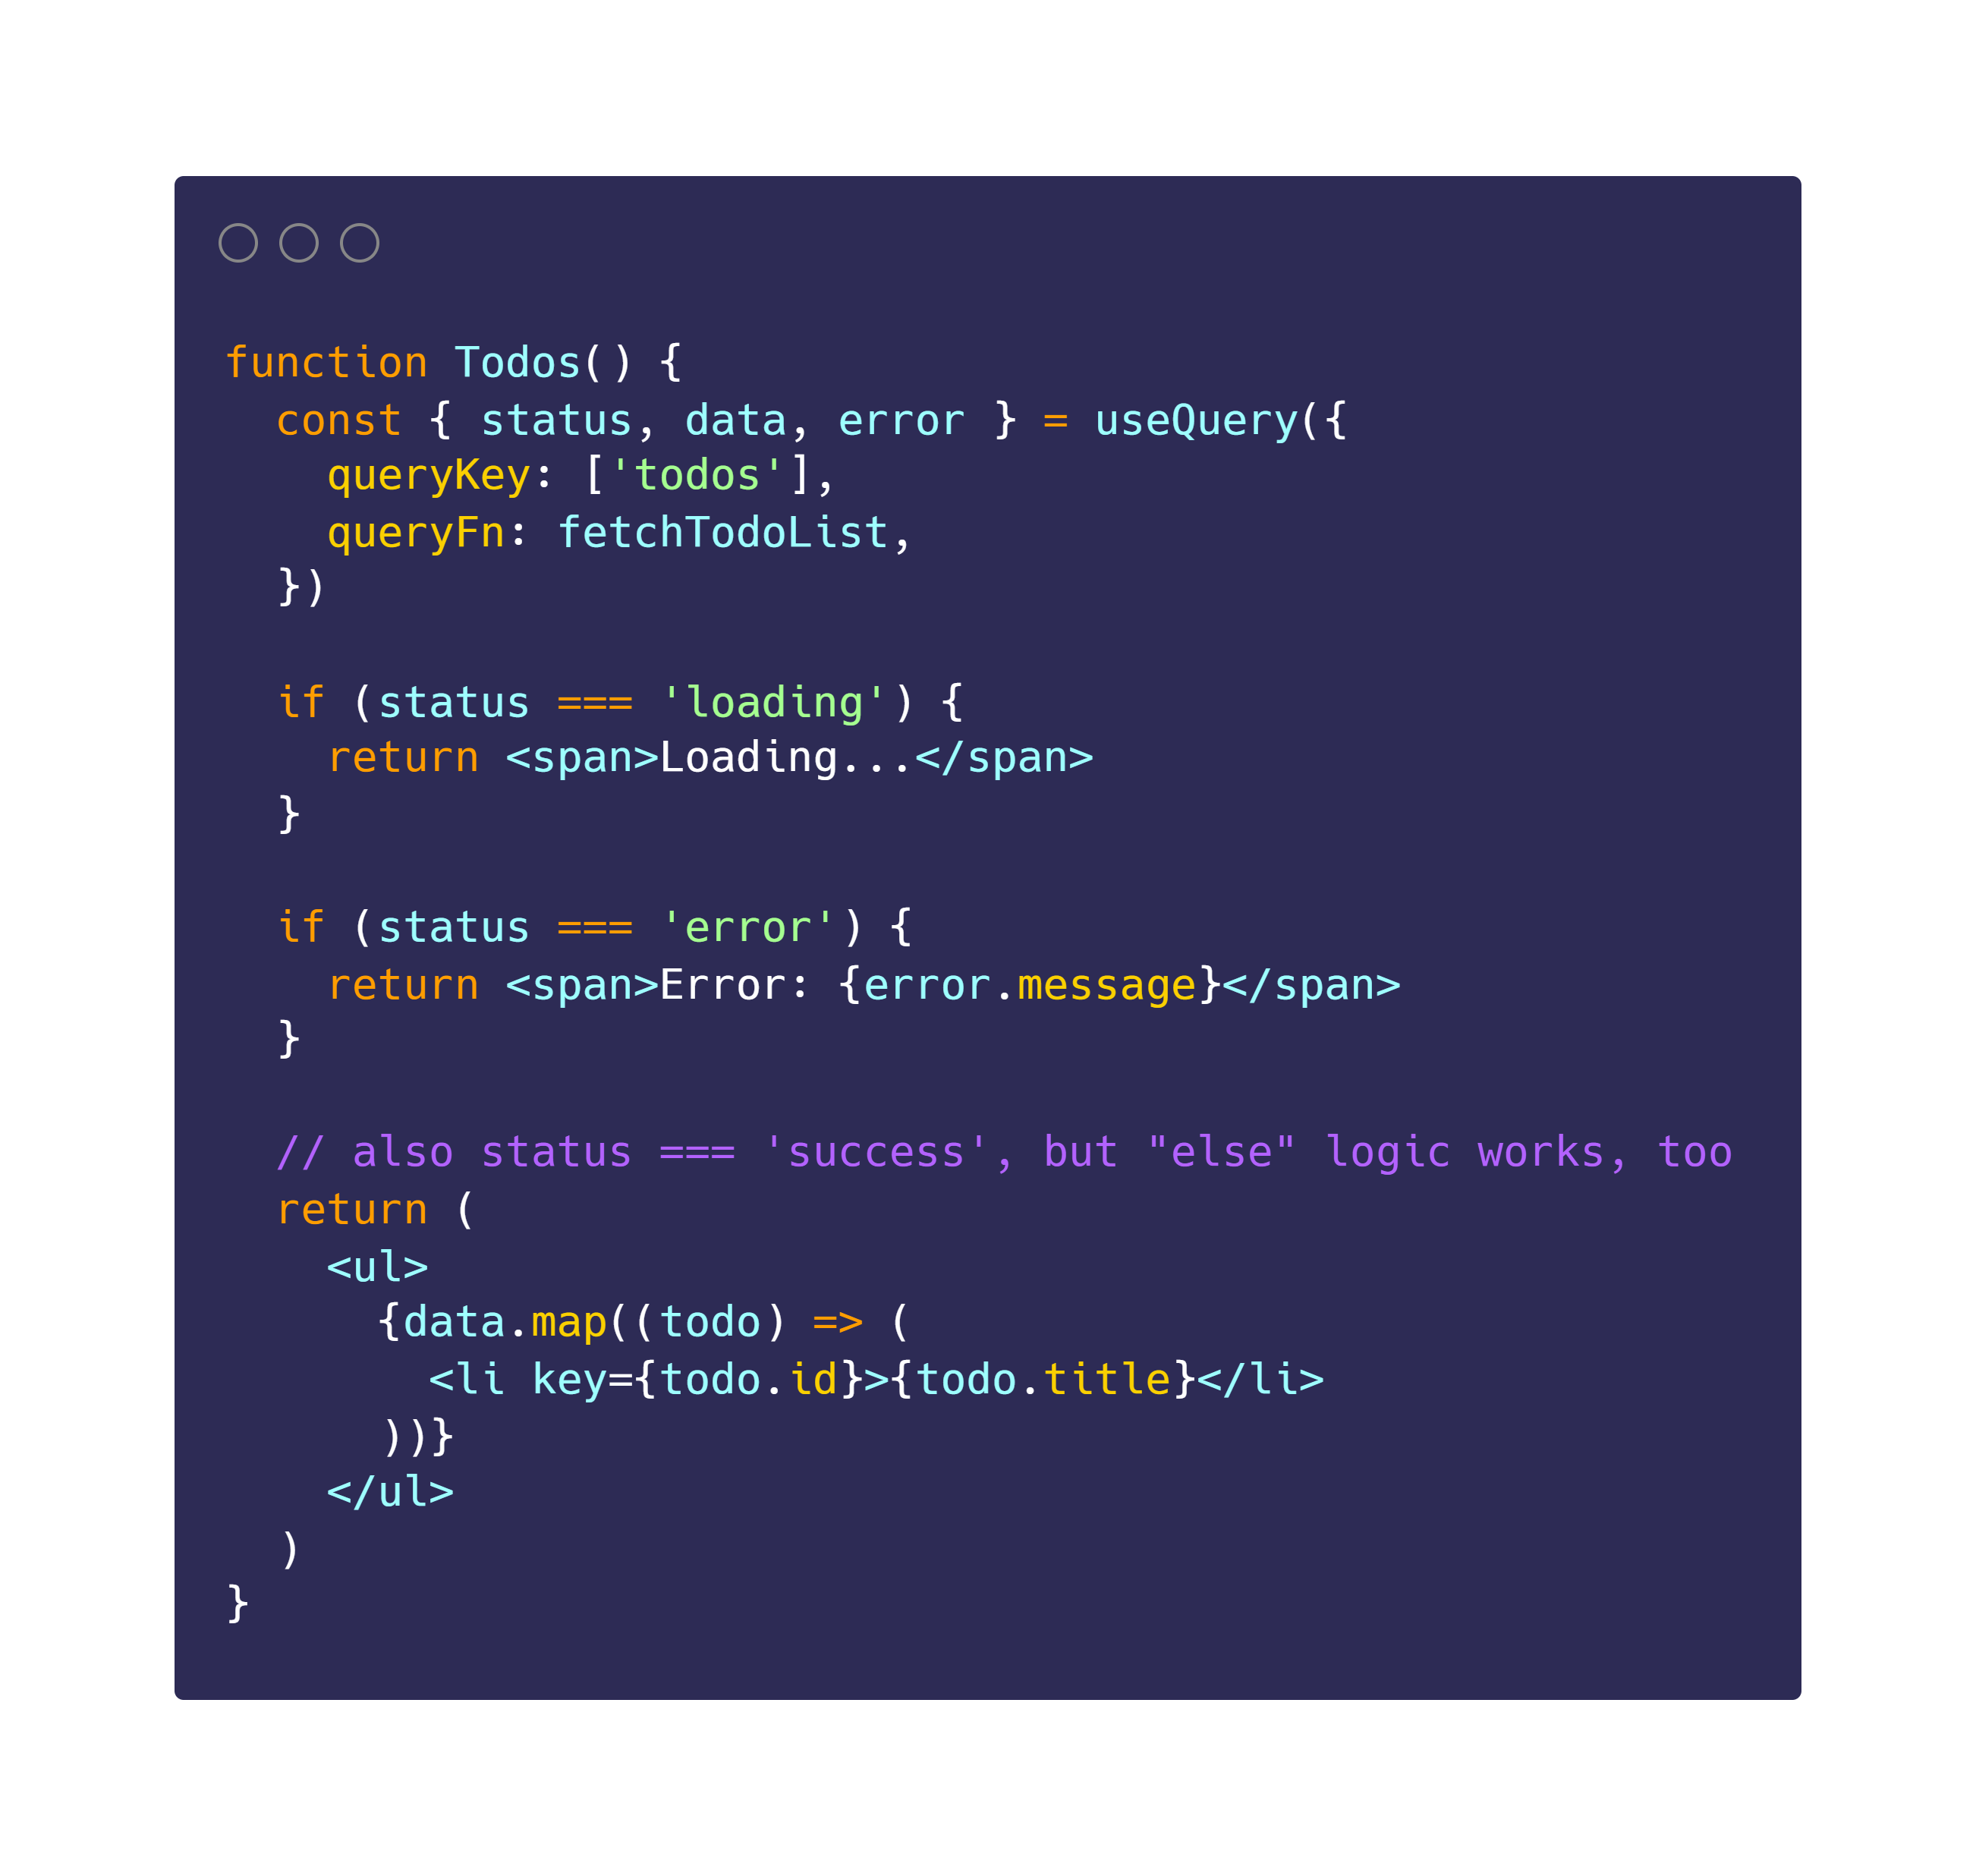 function Todos() {
  const { status, data, error } = useQuery({
    queryKey: ['todos'],
    queryFn: fetchTodoList,
  })

  if (status === 'loading') {
    return <span>Loading...</span>
  }

  if (status === 'error') {
    return <span>Error: {error.message}</span>
  }

  // also status === 'success', but "else" logic works, too
  return (
    <ul>
      {data.map((todo) => (
        <li key={todo.id}>{todo.title}</li>
      ))}
    </ul>
  )
}